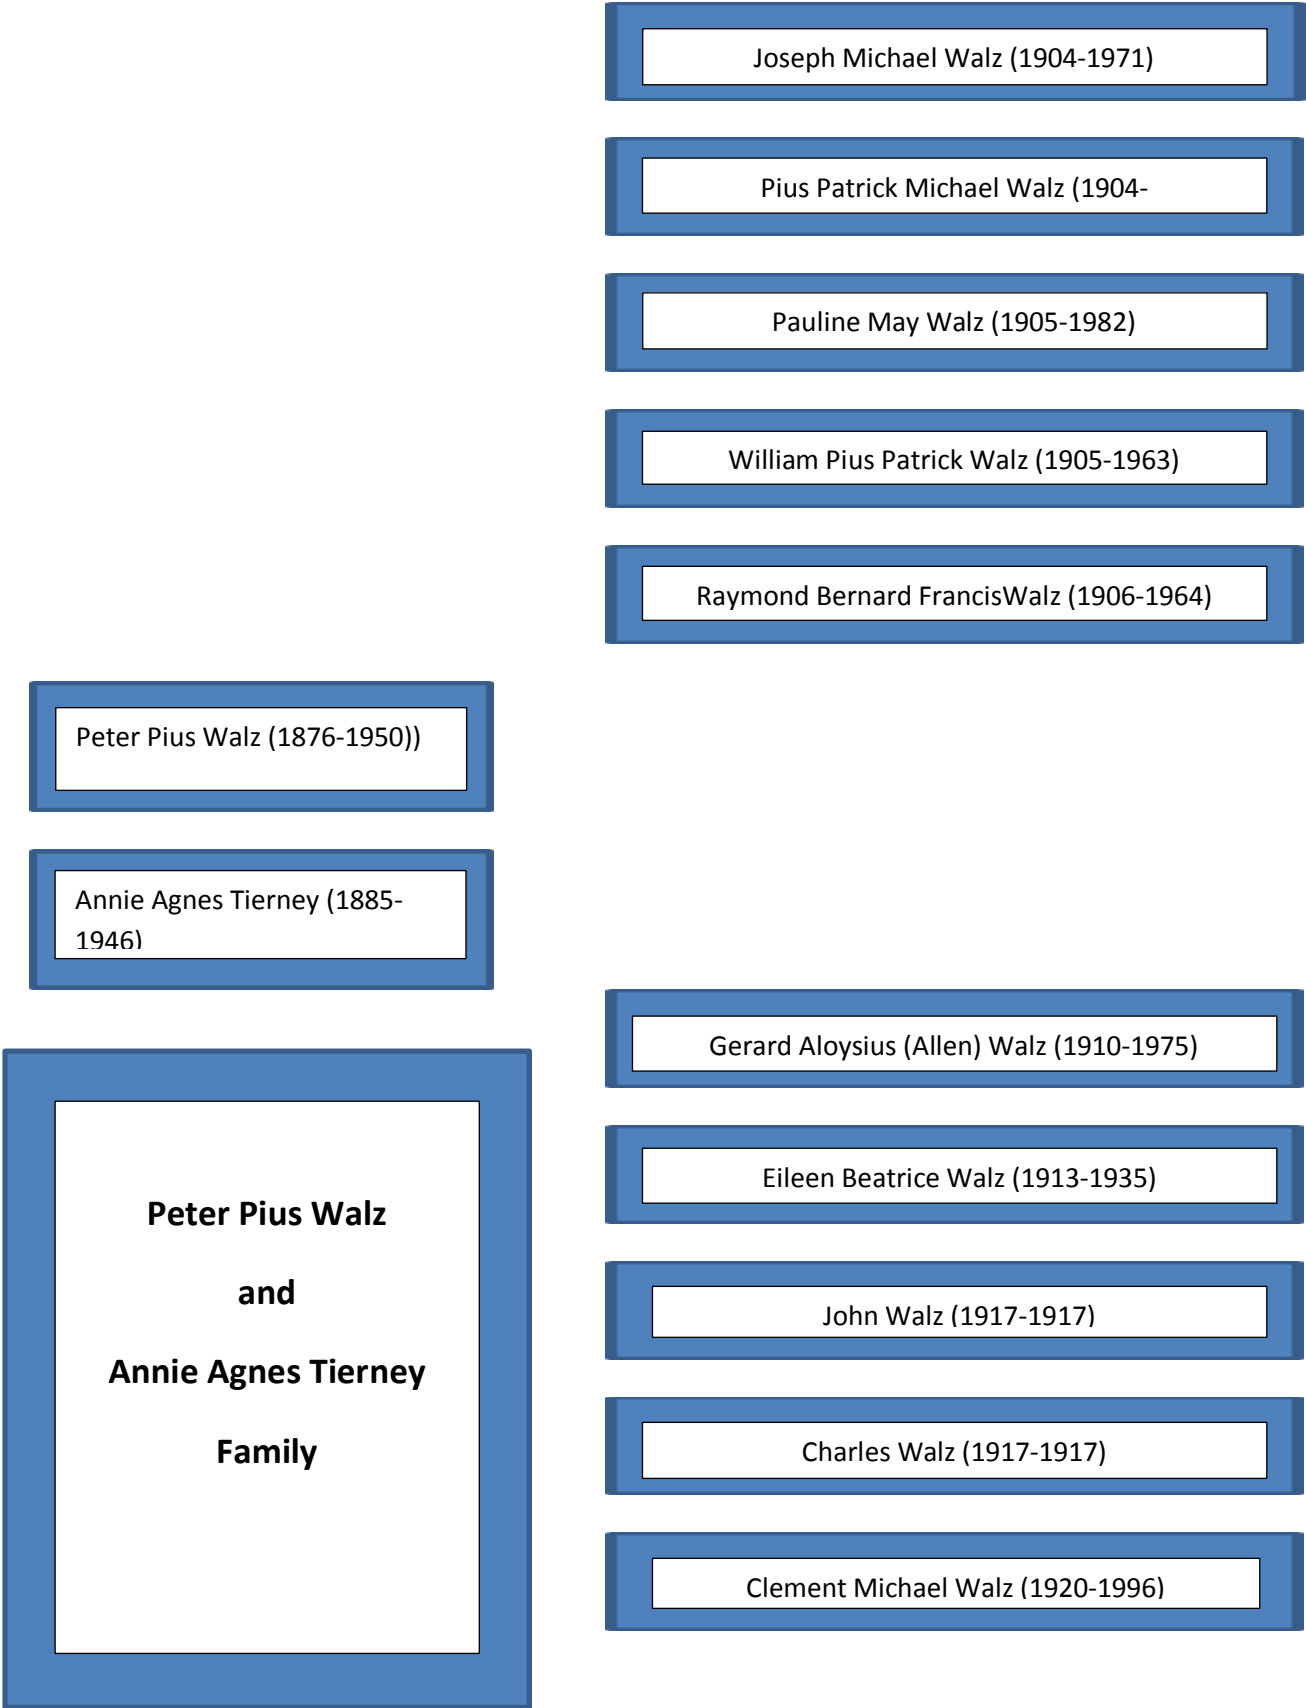 Joseph Michael Walz (1904-1971)
Pius Patrick Michael Walz (1904-
Pauline May Walz (1905-1982)
William Pius Patrick Walz (1905-1963)
Raymond Bernard FrancisWalz (1906-1964)
Peter Pius Walz (1876-1950))
Annie Agnes Tierney (1885-
1946)
Gerard Aloysius (Allen) Walz (1910-1975)
Eileen Beatrice Walz (1913-1935)
John Walz (1917-1917)
Charles Walz (1917-1917)
Clement Michael Walz (1920-1996)
Peter Pius Walz
and
Annie Agnes Tierney
Family